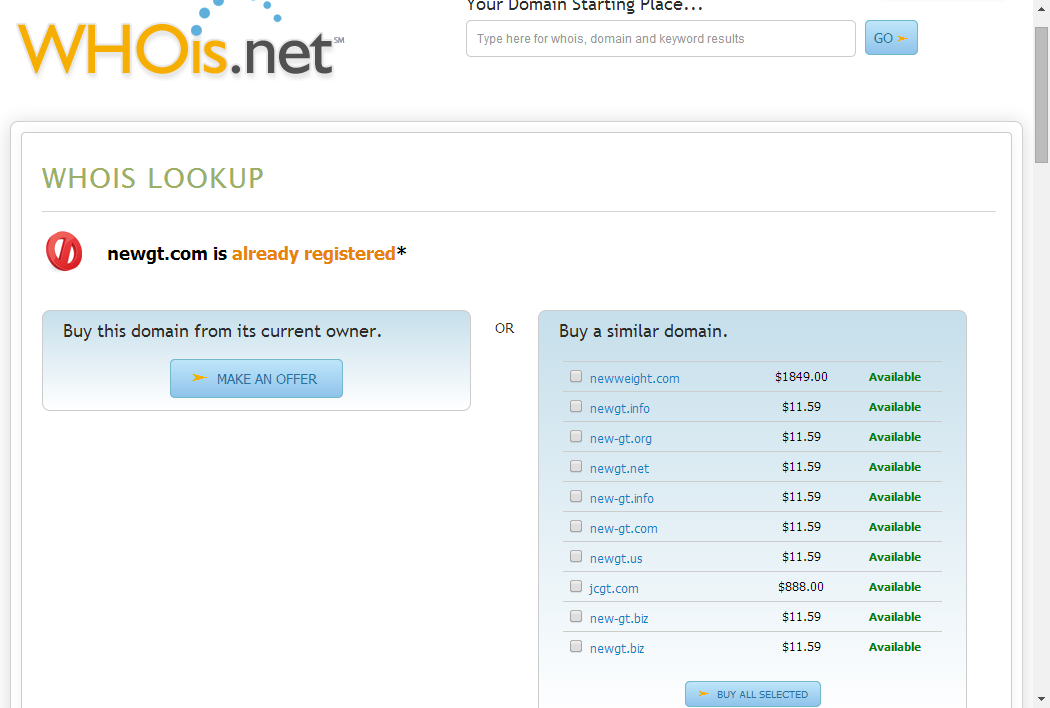 Your Domain Starting Place...
WHOis.net℠
Type here for whois, domain and keyword results
GO
WHOIS LOOKUP
newgt.com is already registered*
Buy this domain from its current owner.
MAKE AN OFFER
OR
Buy a similar domain.
newweight.com $1849.00 Available
newgt.info $11.59 Available
new-gt.org $11.59 Available
newgt.net $11.59 Available
new-gt.info $11.59 Available
new-gt.com $11.59 Available
newgt.us $11.59 Available
jcgt.com $888.00 Available
new-gt.biz $11.59 Available
newgt.biz $11.59 Available
BUY ALL SELECTED